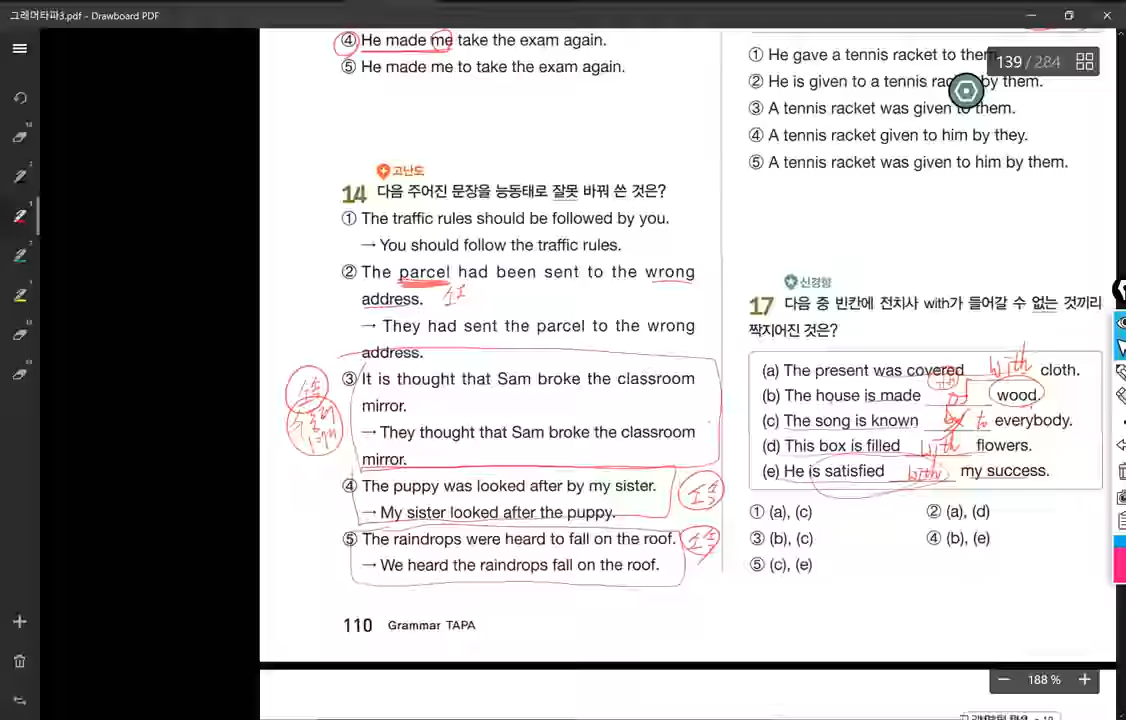 그래머타파3.pdf - Drawboard PDF
139 / 284
④ He made me take the exam again.
⑤ He made me to take the exam again.
고난도
14 다음 주어진 문장을 능동태로 잘못 바꿔 쓴 것은?
① The traffic rules should be followed by you.
→ You should follow the traffic rules.
② The parcel had been sent to the wrong
address.
→ They had sent the parcel to the wrong
address.
③ It is thought that Sam broke the classroom
mirror.
→ They thought that Sam broke the classroom
mirror.
④ The puppy was looked after by my sister.
→ My sister looked after the puppy.
⑤ The raindrops were heard to fall on the roof.
→ We heard the raindrops fall on the roof.
110 Grammar TAPA
① He gave a tennis racket to them.
② He is given to a tennis racket by them.
③ A tennis racket was given to them.
④ A tennis racket given to him by they.
⑤ A tennis racket was given to him by them.
신경향
17 다음 중 빈칸에 전치사 with가 들어갈 수 없는 것끼리
짝지어진 것은?
(a) The present was covered with cloth.
(b) The house is made of wood.
(c) The song is known to everybody.
(d) This box is filled with flowers.
(e) He is satisfied with my success.
① (a), (c) ② (a), (d)
③ (b), (c) ④ (b), (e)
⑤ (c), (e)
188 %